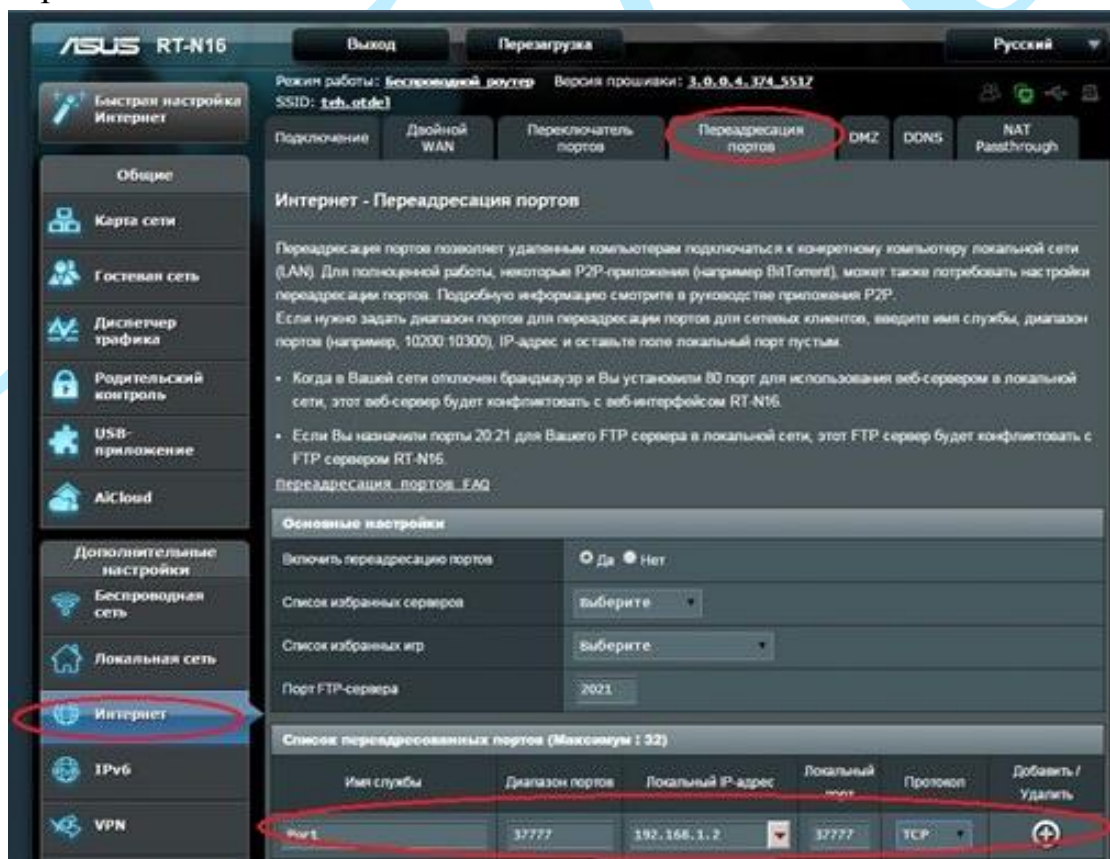 ASUS RT-N16
Выход
Перезагрузка
Русский
Быстрая настройка
Интернет
Режим работы: Беспроводной роутер Версия прошивки: 3.0.0.4.374_5517
SSID: teh.otdel
Подключение
Двойной
WAN
Переключатель
портов
Переадресация
портов
DMZ
DDNS
NAT
Passthrough
Общие
Карта сети
Гостевая сеть
Диспетчер
трафика
Родительский
контроль
USB-
приложение
AiCloud
Дополнительные
настройки
Беспроводная
сеть
Локальная сеть
Интернет
IPv6
VPN
Интернет - Переадресация портов
Переадресация портов позволяет удаленным компьютерам подключаться к конкретному компьютеру локальной сети
(LAN). Для полноценной работы, некоторые P2P-приложения (например BitTorrent), может также потребовать настройки
переадресации портов. Подробную информацию смотрите в руководстве приложения P2P.
Если нужно задать диапазон портов для переадресации портов для сетевых клиентов, введите имя службы, диапазон
портов (например, 10200:10300), IP-адрес и оставьте поле локальный порт пустым.
• Когда в Вашей сети отключен брандмауэр и Вы установили 80 порт для использования веб-сервером в локальной
сети, этот веб-сервер будет конфликтовать с веб-интерфейсом RT-N16.
• Если Вы назначили порты 20:21 для Вашего FTP сервера в локальной сети, этот FTP сервер будет конфликтовать с
FTP сервером RT-N16.
Переадресация портов FAQ
Основные настройки
Включить переадресацию портов Да Нет
Список избранных серверов Выберите
Список избранных игр Выберите
Порт FTP-сервера 2021
Список переадресованных портов (Максимум : 32)
Имя службы
Диапазон портов
Локальный IP-адрес
Локальный
порт
Протокол
Добавить /
Удалить
Port 37777 192.168.1.2 37777 TCP